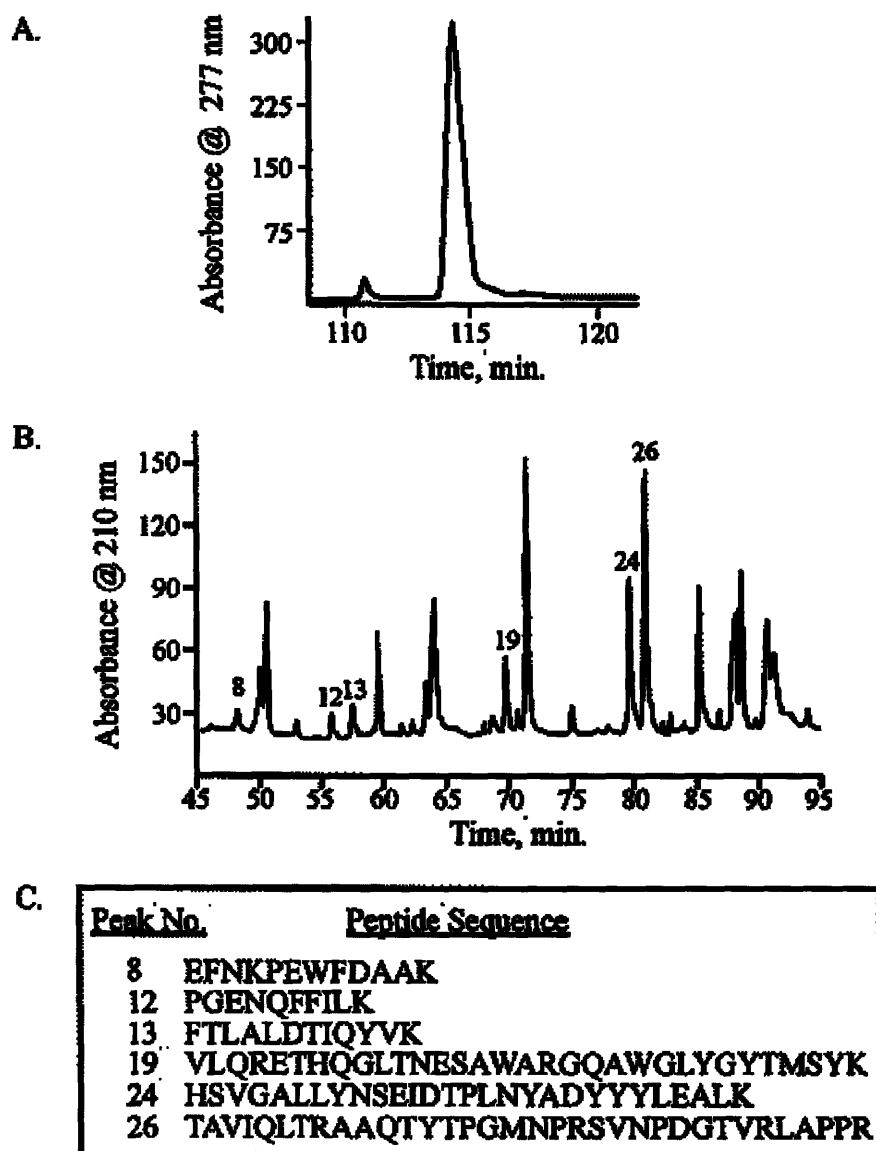 A.
300
225
150
75
Absorbance @ 277 nm
110 115 120
Time, min.
B.
150
120
90
60
30
Absorbance @ 210 nm
8 12 13 19 24 26
45 50 55 60 65 70 75 80 85 90 95
Time, min.
C.
Peak No. Peptide Sequence
8 EFNKPEWFDAAK
12 PGENQFFILK
13 FTLALDTIQYVK
19 VLQRETHQGLTNESAWARGQAWGLYGYTMSYK
24 HSVGALLYNSEIDTPLNYADYYYLEALK
26 TAVIQLTRAAQTYTPGMNPRSVNPDGTVRLAPPR